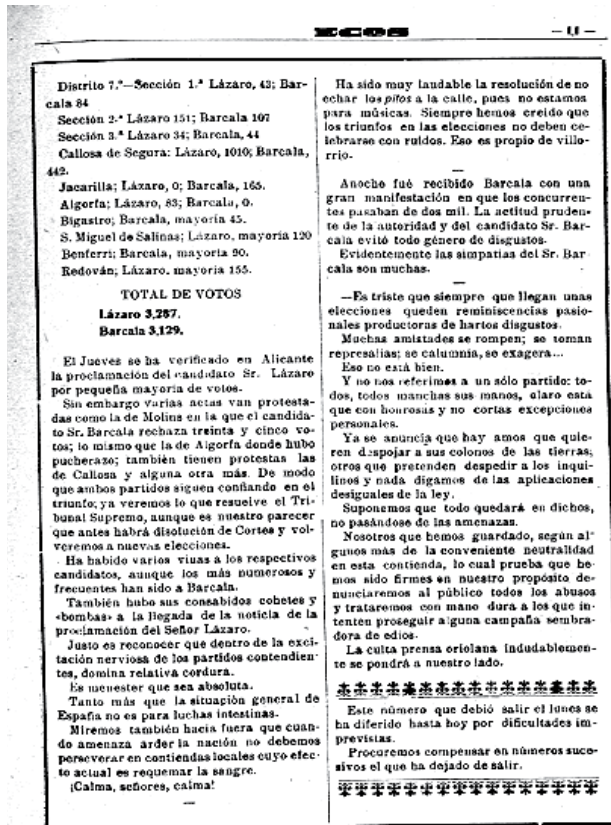 ECOS
Distrito 7.º—Sección 1.ª Lázaro, 43; Bar-
cala 84
Sección 2.ª Lázaro 151; Barcala 107
Sección 3.ª Lázaro 34; Barcala, 44
Callosa de Segura: Lázaro, 1010; Barcala,
442.
Jacarilla; Lázaro, 0; Barcala, 165.
Algorfa; Lázaro, 83; Barcala, 0.
Bigastro; Barcala, mayoría 45.
S. Miguel de Salinas; Lázaro, mayoría 120
Benferri; Barcala, mayoría 90.
Redován; Lázaro, mayoría 155.
TOTAL DE VOTOS
Lázaro 3,287.
Barcala 3,129.
El Jueves se ha verificado en Alicante
la proclamación del candidato Sr. Lázaro
por pequeña mayoría de votos.
Sin embargo varias actas van protesta-
das como la de Molins en la que el candida-
to Sr. Barcala rechaza treinta y cinco vo-
tos; lo mismo que la de Algorfa donde hubo
pucherazo; también tienen protestas las
de Callosa y alguna otra más. De modo
que ambos partidos siguen confiando en el
triunfo; ya veremos lo que resuelve el Tri-
bunal Supremo, aunque es nuestro parecer
que antes habrá disolución de Cortes y vol-
veremos a nuevas elecciones.
Ha habido varios vivas a los respectivos
candidatos, aunque los más numerosos y
frecuentes han sido a Barcala.
También hubo sus consabidos cohetes y
«bombas» a la llegada de la noticia de la
proclamación del Señor Lázaro.
Justo es reconocer que dentro de la exci-
tación nerviosa de los partidos contendien-
tes, domina relativa cordura.
Es menester que sea absoluta.
Tanto más que la situación general de
España no es para luchas intestinas.
Miremos también hacia fuera que cuan-
do amenaza arder la nación no debemos
perseverar en contiendas locales cuyo efec-
to actual es requemar la sangre.
¡Calma, señores, calma!
Ha sido muy laudable la resolución de no
echar los pitos a la calle, pues no estamos
para músicas. Siempre hemos creído que
los triunfos en las elecciones no deben ce-
lebrarse con ruidos. Eso es propio de villo-
rrio.
Anoche fué recibido Barcala con una
gran manifestación en que los concurren-
tes pasaban de dos mil. La actitud pruden-
te de la autoridad y del candidato Sr. Bar-
cala evitó todo género de disgustos.
Evidentemente las simpatías del Sr. Bar
cala son muchas.
—Es triste que siempre que llegan unas
elecciones queden reminiscencias pasio-
nales productoras de hartos disgustos.
Muchas amistades se rompen; se toman
represalias; se calumnia, se exagera...
Eso no está bien.
Y no nos referimos a un sólo partido: to-
dos, todos manchas sus manos, claro está
que con honrosas y no cortas excepciones
personales.
Ya se anuncia que hay amos que quie-
ren despojar a sus colonos de las tierras;
otros que pretenden despedir a los inqui-
linos y nada digamos de las aplicaciones
desiguales de la ley.
Suponemos que todo quedará en dichos,
no pasándose de las amenazas.
Nosotros que hemos guardado, según al-
gunos más de la conveniente neutralidad
en esta contienda, lo cual prueba que he-
mos sido firmes en nuestro propósito de-
nunciaremos al público todos los abusos
y trataremos con mano dura a los que in-
tenten proseguir alguna campaña sembra-
dora de odios.
La culta prensa oriolana indudablemen-
te se pondrá a nuestro lado.
Este número que debió salir el lunes se
ha diferido hasta hoy por dificultades im-
previstas.
Procuremos compensar en números suce-
sivos el que ha dejado de salir.